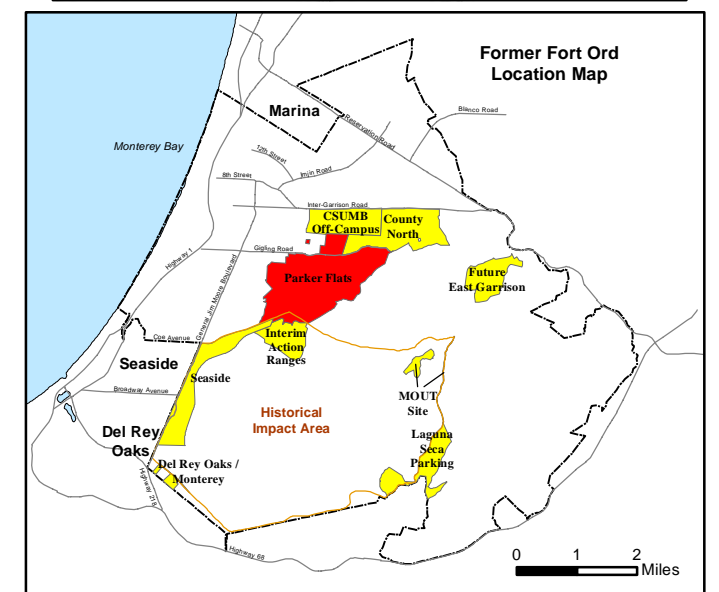 Former Fort Ord
Location Map
Marina
Blanco Road
Reservation Road
Monterey Bay
12th Street
Imjin Road
8th Street
Inter-Garrison Road
CSUMB
Off-Campus
County
North
Gigling Road
Highway 1
General Jim Moore Boulevard
Parker Flats
Future
East Garrison
Coe Avenue
Interim
Action
Ranges
Seaside
Seaside
Broadway Avenue
MOUT
Site
Historical
Impact Area
Del Rey
Oaks
Laguna
Seca
Parking
Del Rey Oaks /
Monterey
Highway 218
Highway 68
0 1 2
Miles